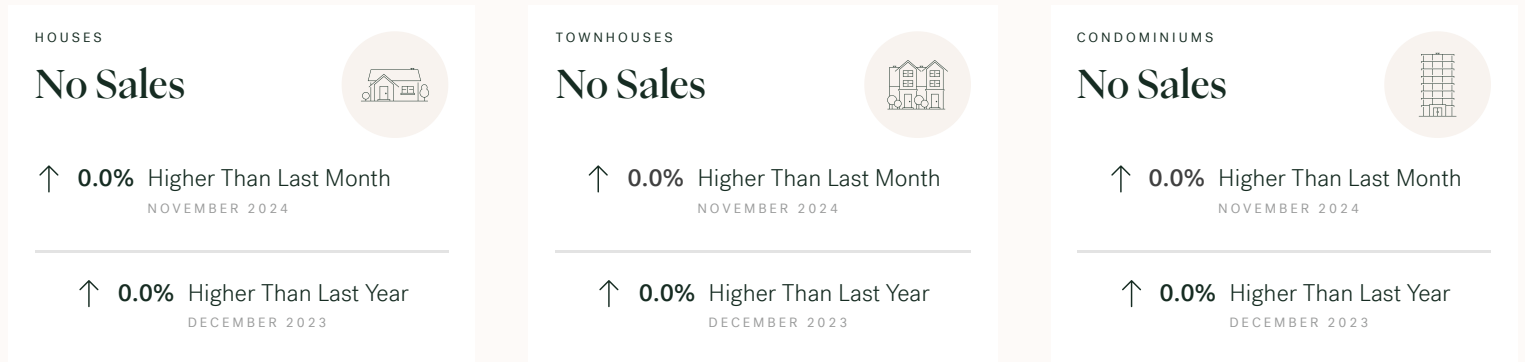 HOUSES
No Sales
0.0% Higher Than Last Month
NOVEMBER 2024
0.0% Higher Than Last Year
DECEMBER 2023
TOWNHOUSES
No Sales
0.0% Higher Than Last Month
NOVEMBER 2024
0.0% Higher Than Last Year
DECEMBER 2023
CONDOMINIUMS
No Sales
0.0% Higher Than Last Month
NOVEMBER 2024
0.0% Higher Than Last Year
DECEMBER 2023